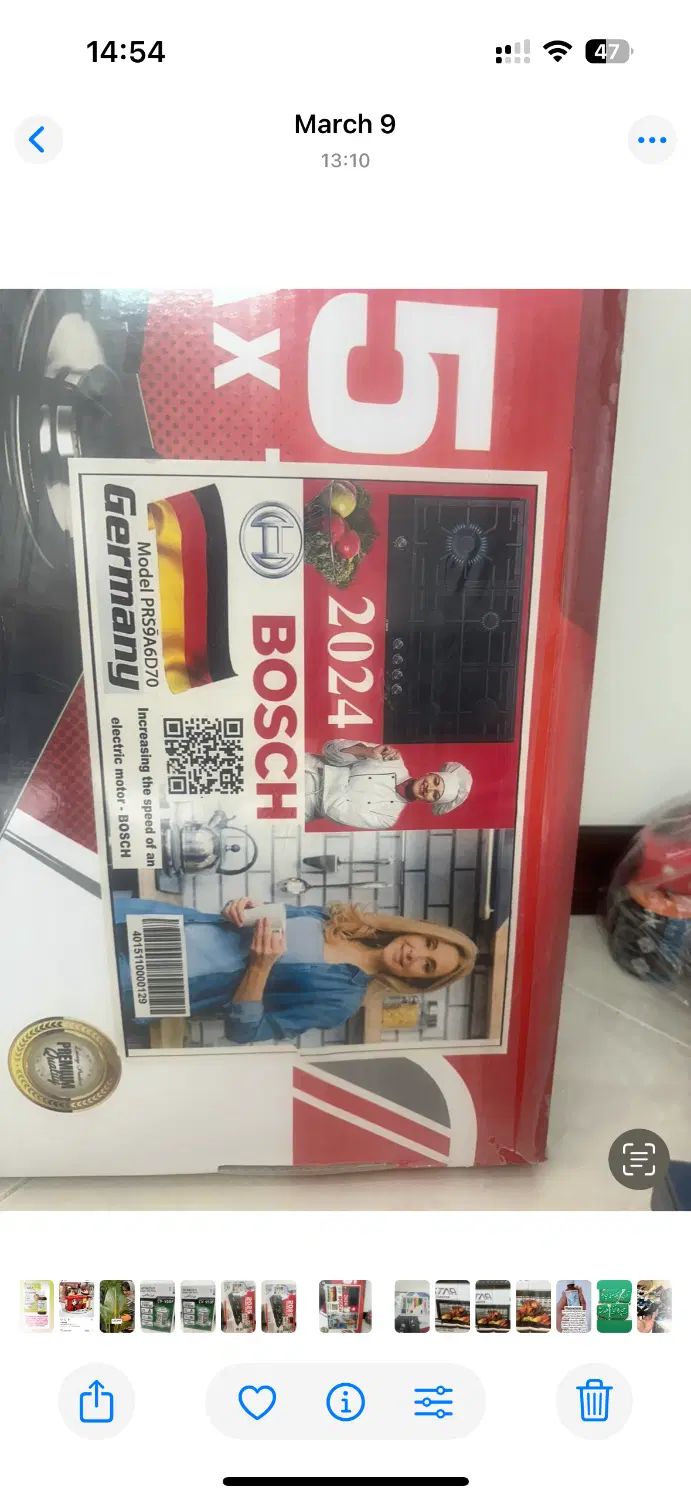 14:54
47
March 9
13:10
5
x
2024
BOSCH
Germany
Model PRS9A6D70
Increasing the speed of an
electric motor - BOSCH
4015110000129
PREMIUM
Quality